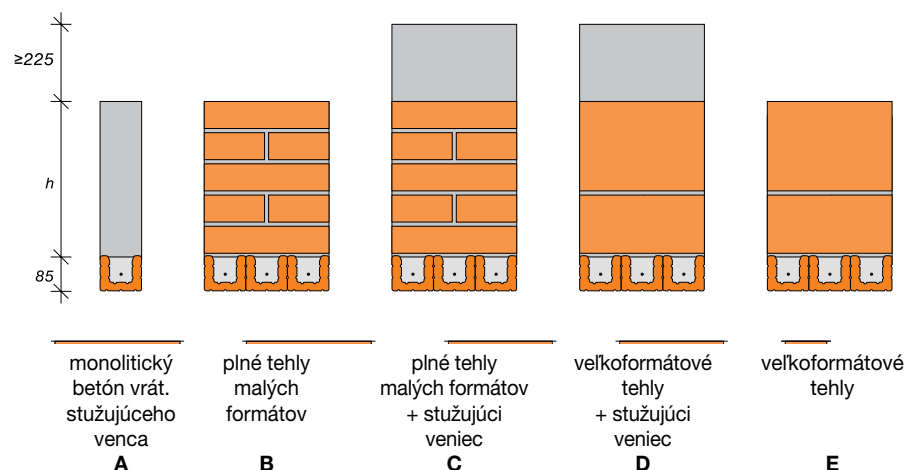 ≥225
h
85
monolitický
betón vrát.
stužujúceho
venca
A
plné tehly
malých
formátov
B
plné tehly
malých formátov
+ stužujúci
veniec
C
veľkoformátové
tehly
+ stužujúci
veniec
D
veľkoformátové
tehly
E